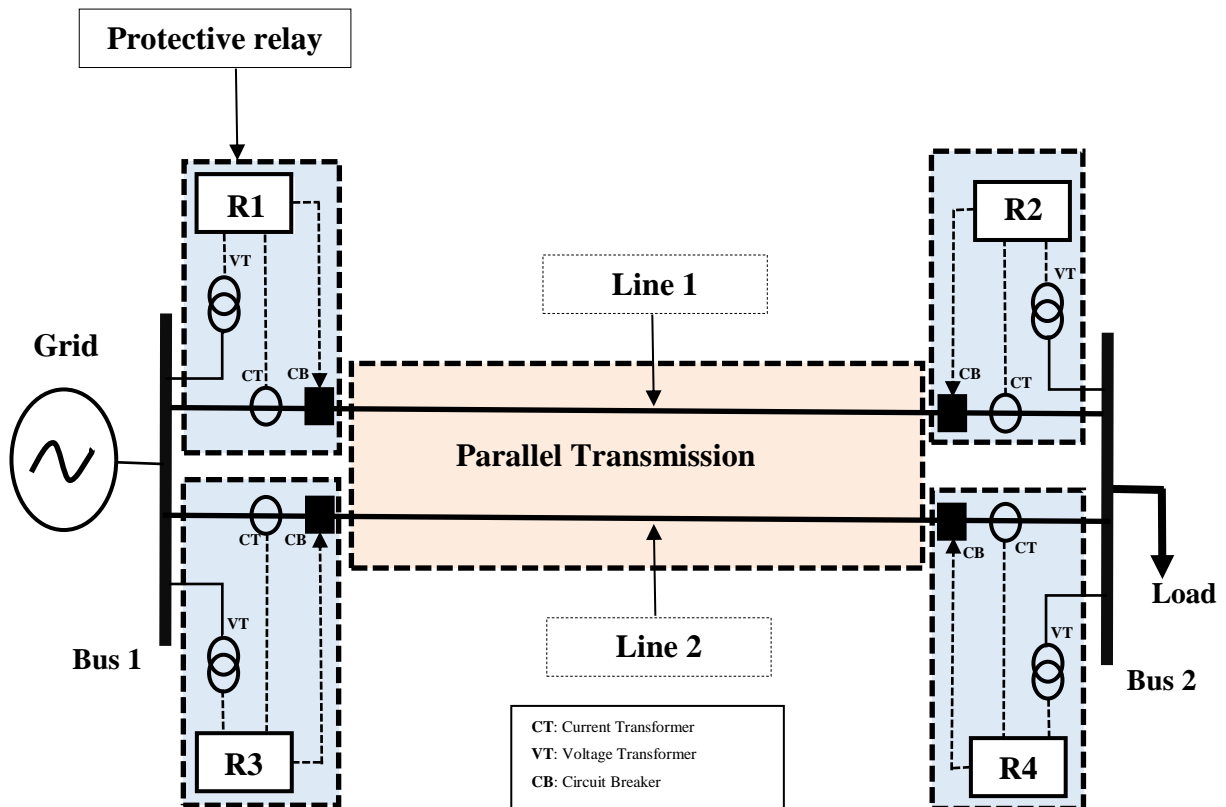 Protective relay
R1
R2
VT
VT
Line 1
Grid
CT
CB
CB
CT
Parallel Transmission
CT
CB
CB
CT
Load
VT
VT
Line 2
Bus 1
Bus 2
R3
R4
CT: Current Transformer
VT: Voltage Transformer
CB: Circuit Breaker